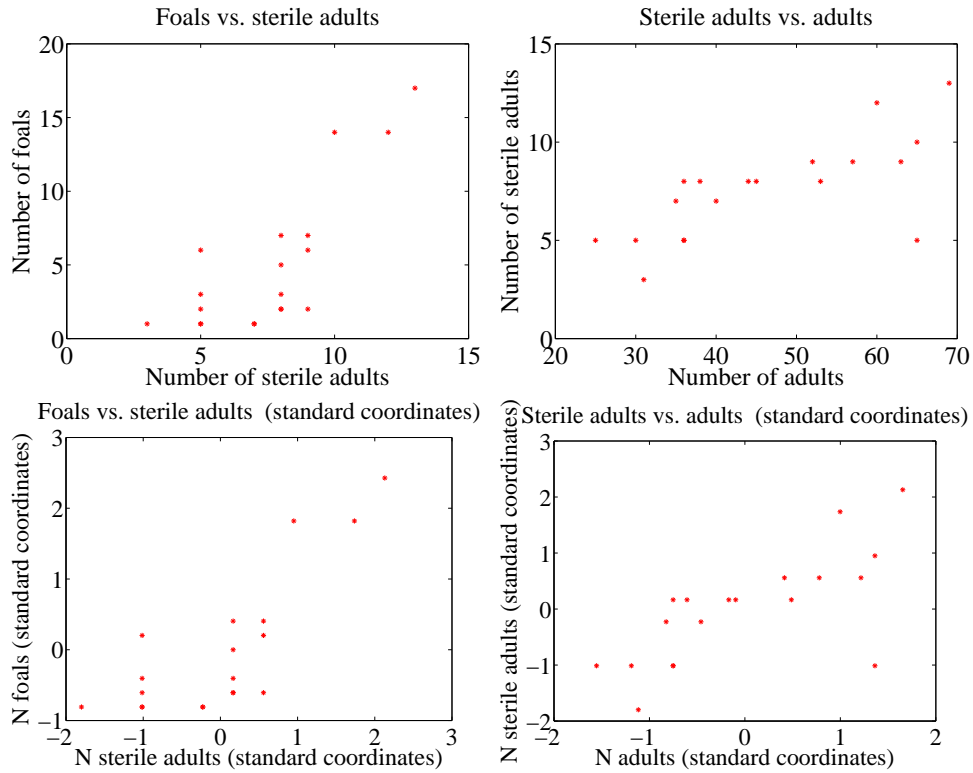 Foals vs. sterile adults
20
15
10
5
0
0 5 10 15
Number of foals
Number of sterile adults
Sterile adults vs. adults
15
10
5
0
20 30 40 50 60 70
Number of sterile adults
Number of adults
Foals vs. sterile adults (standard coordinates)
3
2
1
0
−1
−2 −1 0 1 2 3
N foals (standard coordinates)
N sterile adults (standard coordinates)
Sterile adults vs. adults (standard coordinates)
3
2
1
0
−1
−2
−2 −1 0 1 2
N sterile adults (standard coordinates)
N adults (standard coordinates)